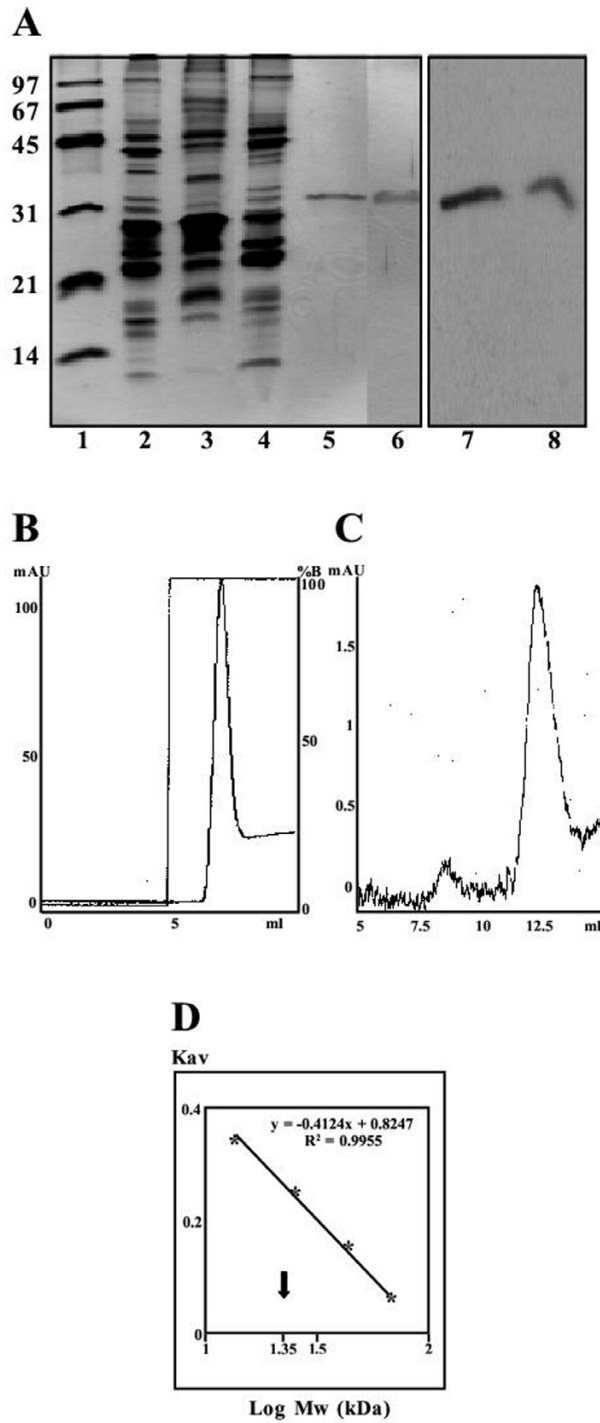 A
97
67
45
31
21
14
1 2 3 4 5 6 7 8
B
mAU %B
100 100
50 50
0 0
0 5 ml
C
mAU
1.5
1
0.5
0
5 7.5 10 12.5 ml
D
Kav
0.4
y = -0.4124x + 0.8247
R² = 0.9955
0.2
0
1 1.35 1.5 2
Log Mw (kDa)